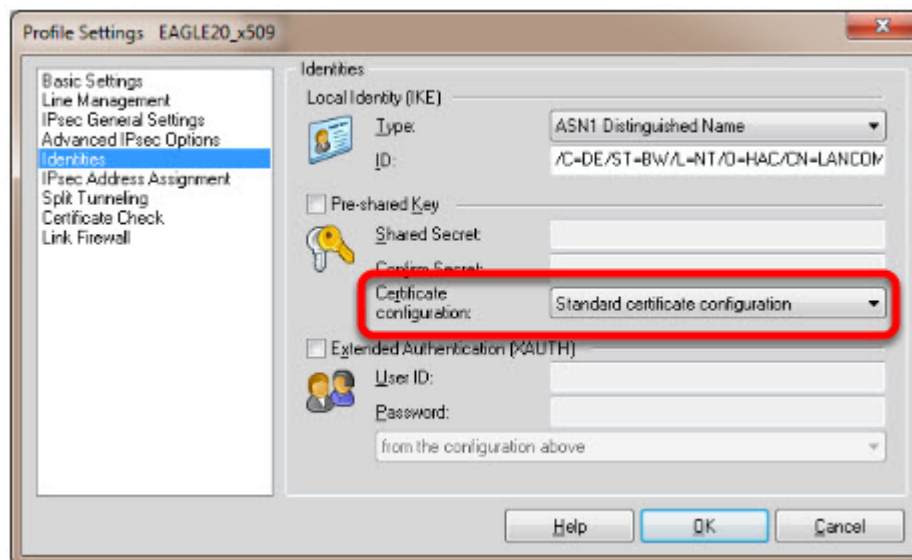 Profile Settings EAGLE20_x509
Basic Settings
Line Management
IPsec General Settings
Advanced IPsec Options
Identities
IPsec Address Assignment
Split Tunneling
Certificate Check
Link Firewall
Identities
Local Identity (IKE)
Type: ASN1 Distinguished Name
ID: /C=DE/ST=BW/L=NT/O=HAC/CN=LANCOM
Pre-shared Key
Shared Secret:
Confirm Secret:
Certificate
configuration: Standard certificate configuration
Extended Authentication (XAUTH)
User ID:
Password:
from the configuration above
Help OK Cancel